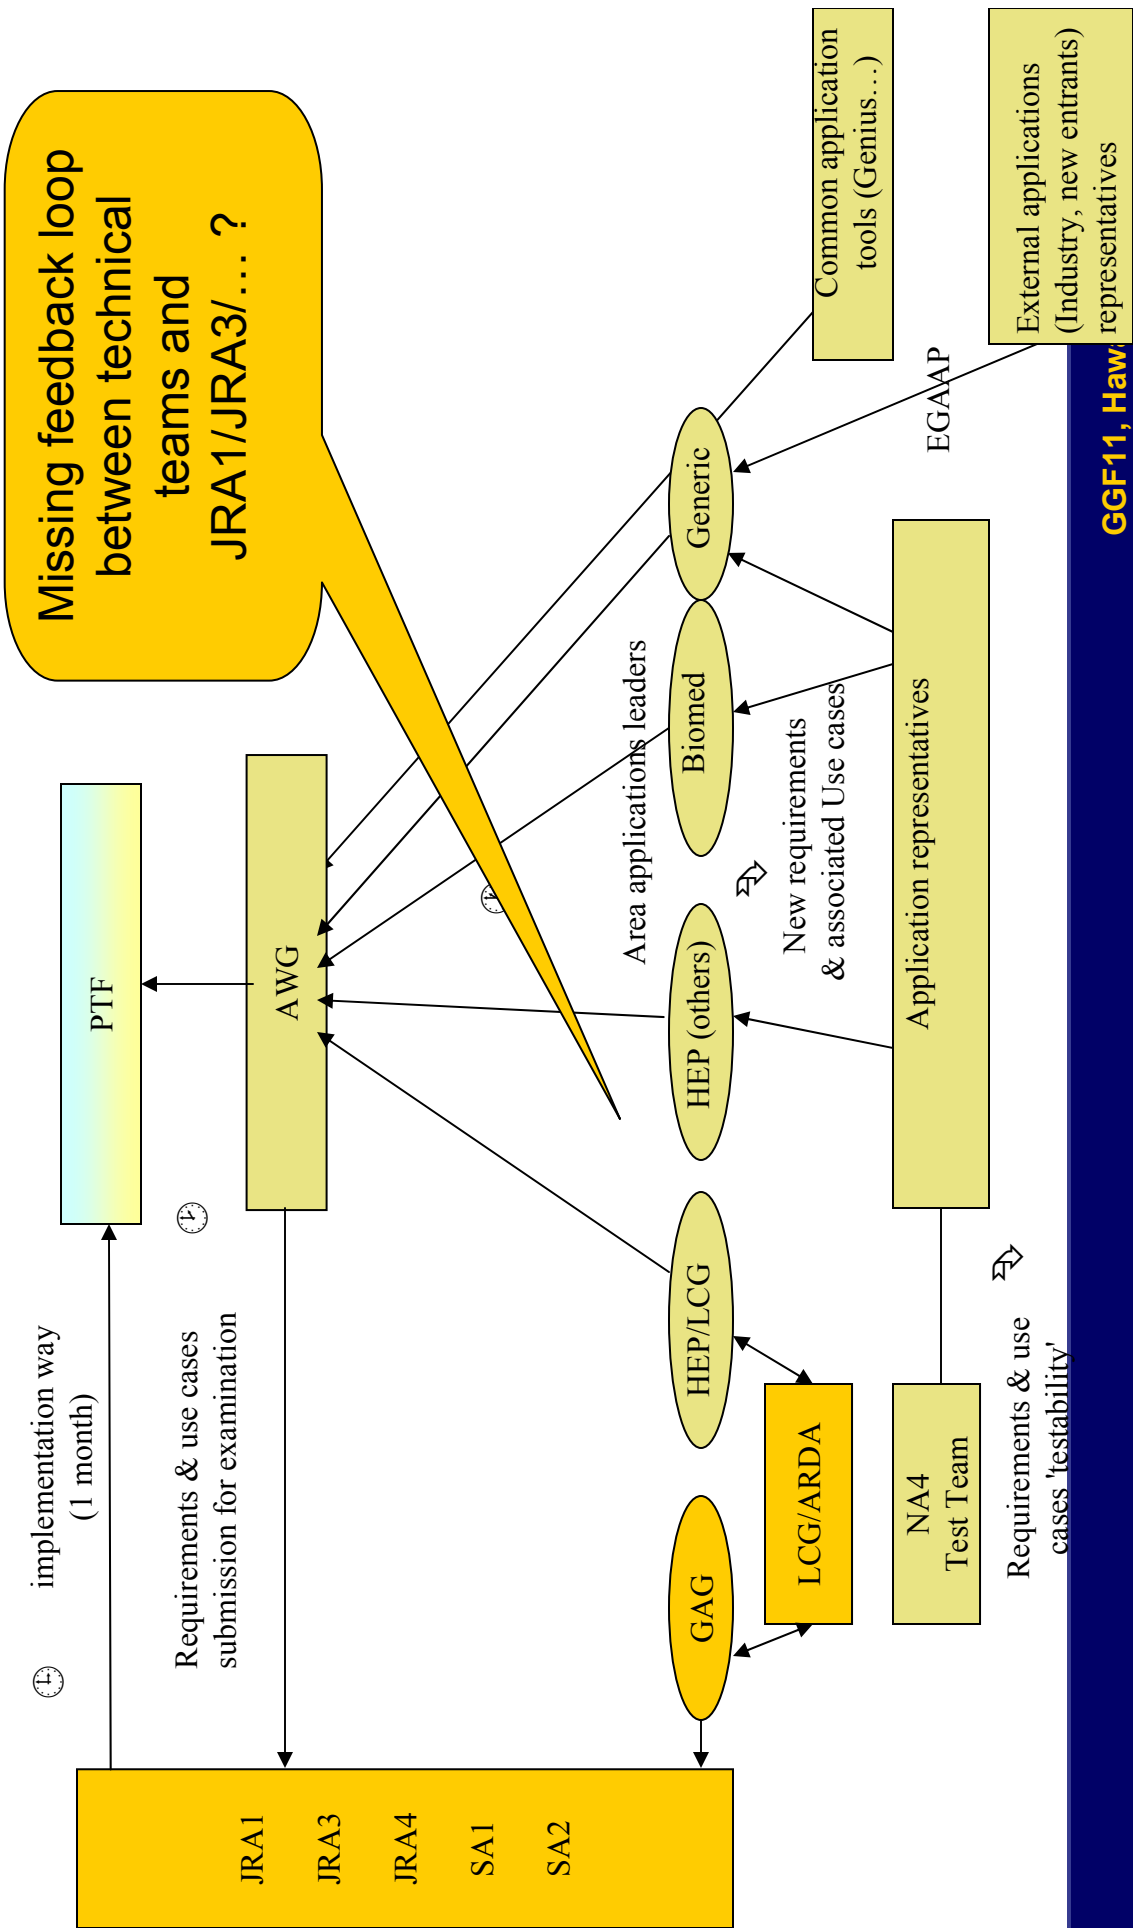 Missing feedback loop
between technical
teams and
JRA1/JRA3/… ?
implementation way
(1 month)
PTF
Requirements & use cases
submission for examination
AWG
JRA1
JRA3
JRA4
SA1
SA2
Area applications leaders
GAG
HEP/LCG
HEP (others)
Biomed
Generic
LCG/ARDA
New requirements
& associated Use cases
Common application
tools (Genius…)
NA4
Test Team
Application representatives
EGAAP
External applications
(Industry, new entrants)
representatives
Requirements & use
cases 'testability'
GGF11,